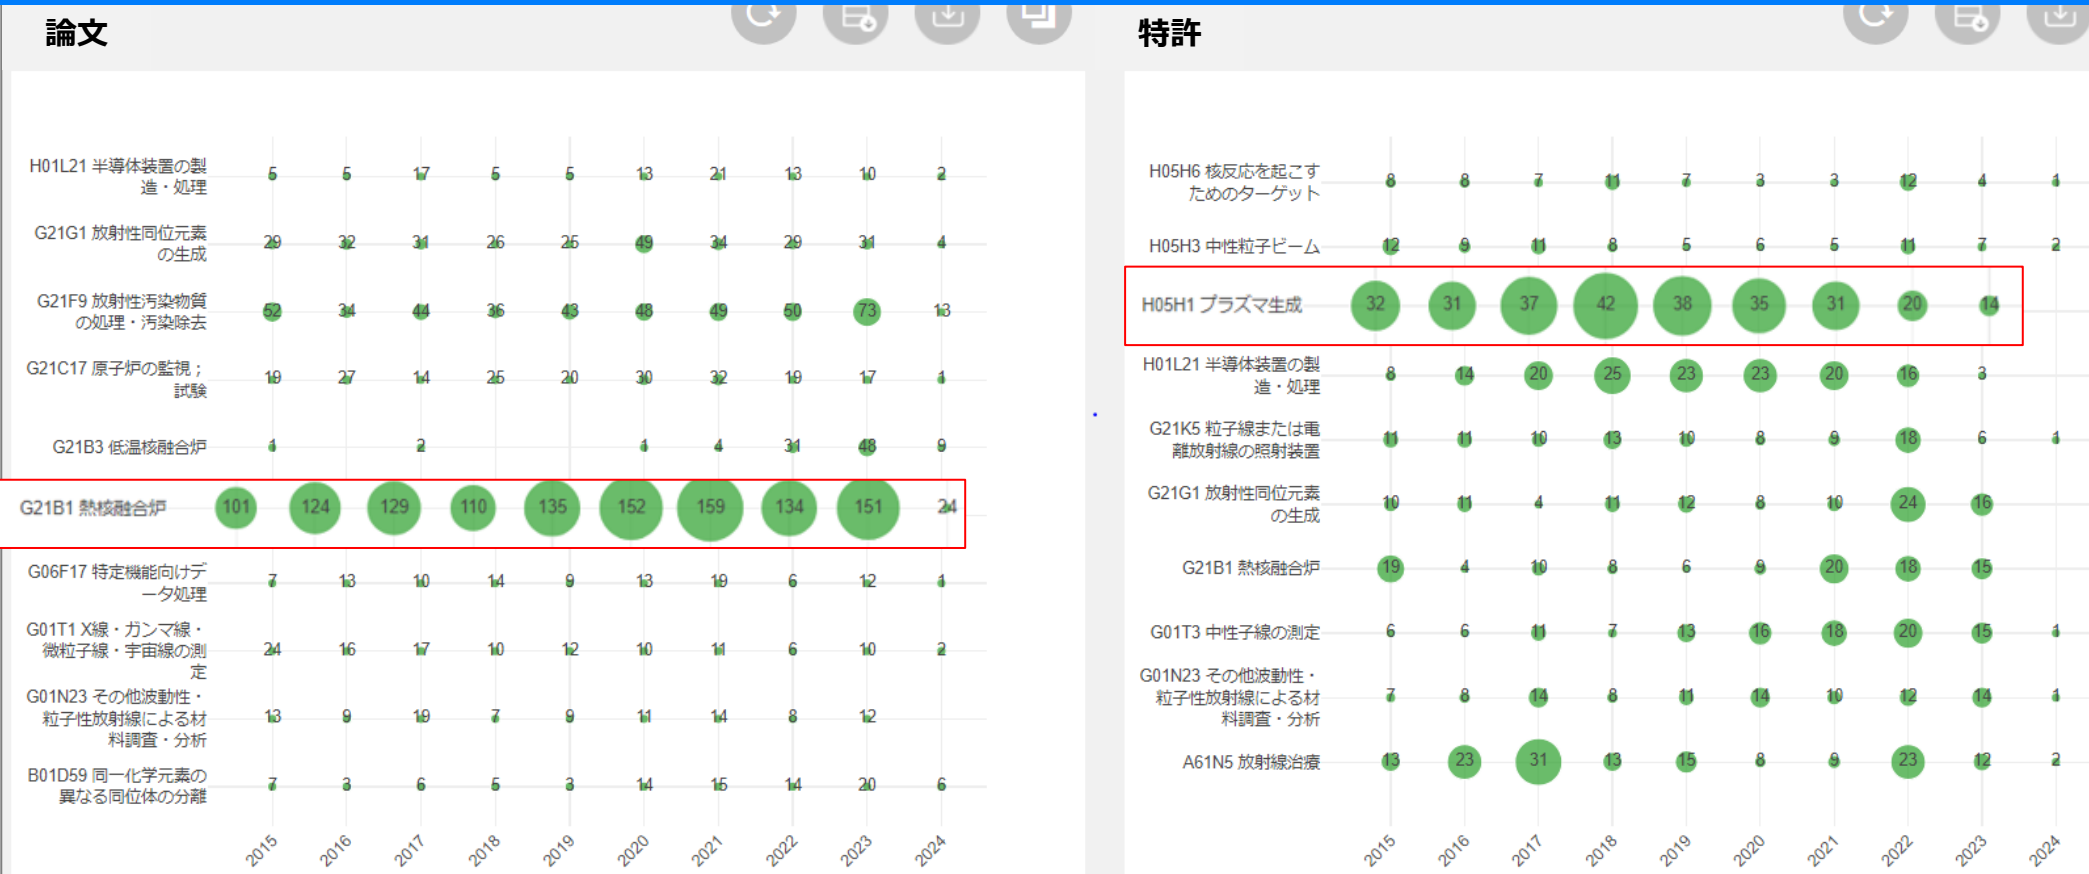 論文
H01L21 半導体装置の製
造・処理
5 5 17 5 5 13 21 13 10 2
G21G1 放射性同位元素
の生成
29 32 31 26 25 49 34 29 31 4
G21F9 放射性汚染物質
の処理・汚染除去
52 34 44 36 43 48 49 50 73 13
G21C17 原子炉の監視；
試験
19 27 14 25 20 30 32 19 17 1
G21B3 低温核融合炉
1 2 1 4 31 48 9
G21B1 熱核融合炉
101 124 129 110 135 152 159 134 151 24
G06F17 特定機能向けデ
ータ処理
7 13 10 14 9 13 19 6 12 1
G01T1 X線・ガンマ線・
微粒子線・宇宙線の測
定
24 16 17 10 12 10 11 6 10 2
G01N23 その他波動性・
粒子性放射線による材
料調査・分析
13 9 19 7 9 11 14 8 12
B01D59 同一化学元素の
異なる同位体の分離
7 3 6 5 3 14 15 14 20 6
2015 2016 2017 2018 2019 2020 2021 2022 2023 2024
特許
H05H6 核反応を起こす
ためのターゲット
8 8 7 11 7 3 3 12 4 1
H05H3 中性粒子ビーム
12 9 11 8 5 6 5 11 7 2
H05H1 プラズマ生成
32 31 37 42 38 35 31 20 14
H01L21 半導体装置の製
造・処理
8 14 20 25 23 23 20 16 3
G21K5 粒子線または電
離放射線の照射装置
11 11 10 13 10 8 9 18 6 1
G21G1 放射性同位元素
の生成
10 11 4 11 12 8 10 24 16
G21B1 熱核融合炉
19 4 10 8 6 9 20 18 15
G01T3 中性子線の測定
6 6 11 7 13 16 18 20 15 1
G01N23 その他波動性・
粒子性放射線による材
料調査・分析
7 8 14 8 11 14 10 12 14 1
A61N5 放射線治療
13 23 31 13 15 8 9 23 12 2
2015 2016 2017 2018 2019 2020 2021 2022 2023 2024